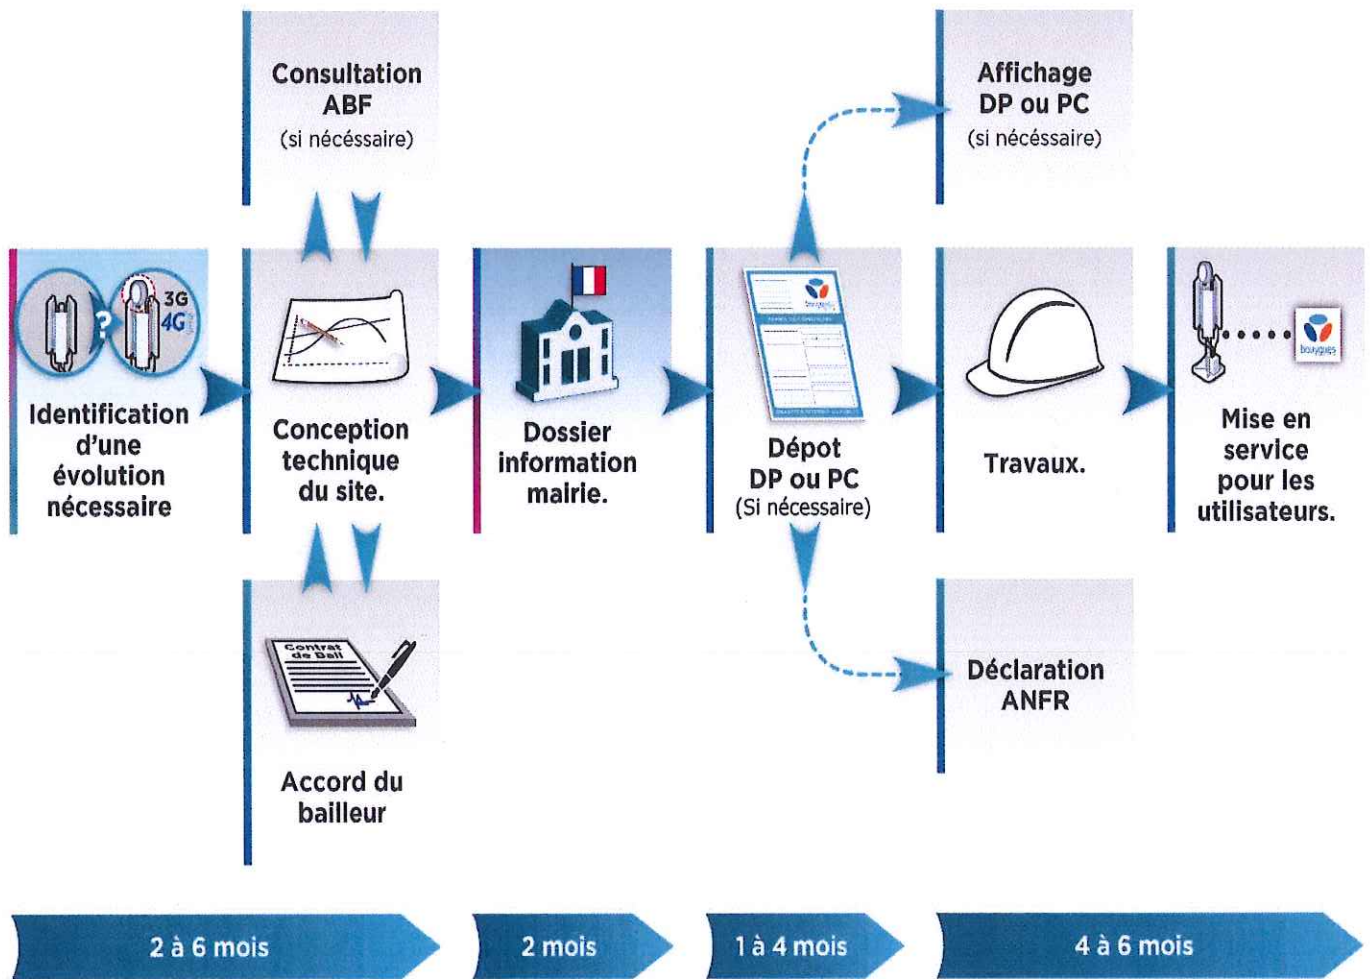 Consultation
ABF
(si nécéssaire)
Affichage
DP ou PC
(si nécéssaire)
?
3G
4G
Identification
d'une
évolution
nécessaire
Conception
technique
du site.
Dossier
information
mairie.
bouygues
Dépot
DP ou PC
(Si nécessaire)
Travaux.
bouygues
Mise en
service
pour les
utilisateurs.
Contrat
de Bail
Accord du
bailleur
Déclaration
ANFR
2 à 6 mois
2 mois
1 à 4 mois
4 à 6 mois